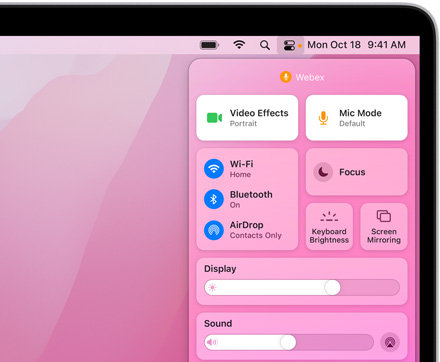 Mon Oct 18 9:41 AM
Webex
Video Effects
Portrait
Mic Mode
Default
Wi-Fi
Home
Bluetooth
On
AirDrop
Contacts Only
Focus
Keyboard
Brightness
Screen
Mirroring
Display
Sound